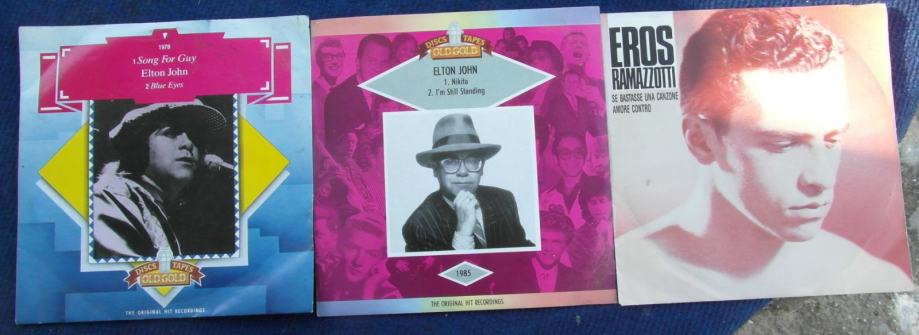 1978
1 Song For Guy
Elton John
2 Blue Eyes
DISCS TAPES
OLD GOLD
THE ORIGINAL HIT RECORDINGS
DISCS TAPES
OLD GOLD
ELTON JOHN
1. Nikita
2. I'm Still Standing
1985
THE ORIGINAL HIT RECORDINGS
EROS
RAMAZZOTTI
SE BASTASSE UNA CANZONE
AMORE CONTRO